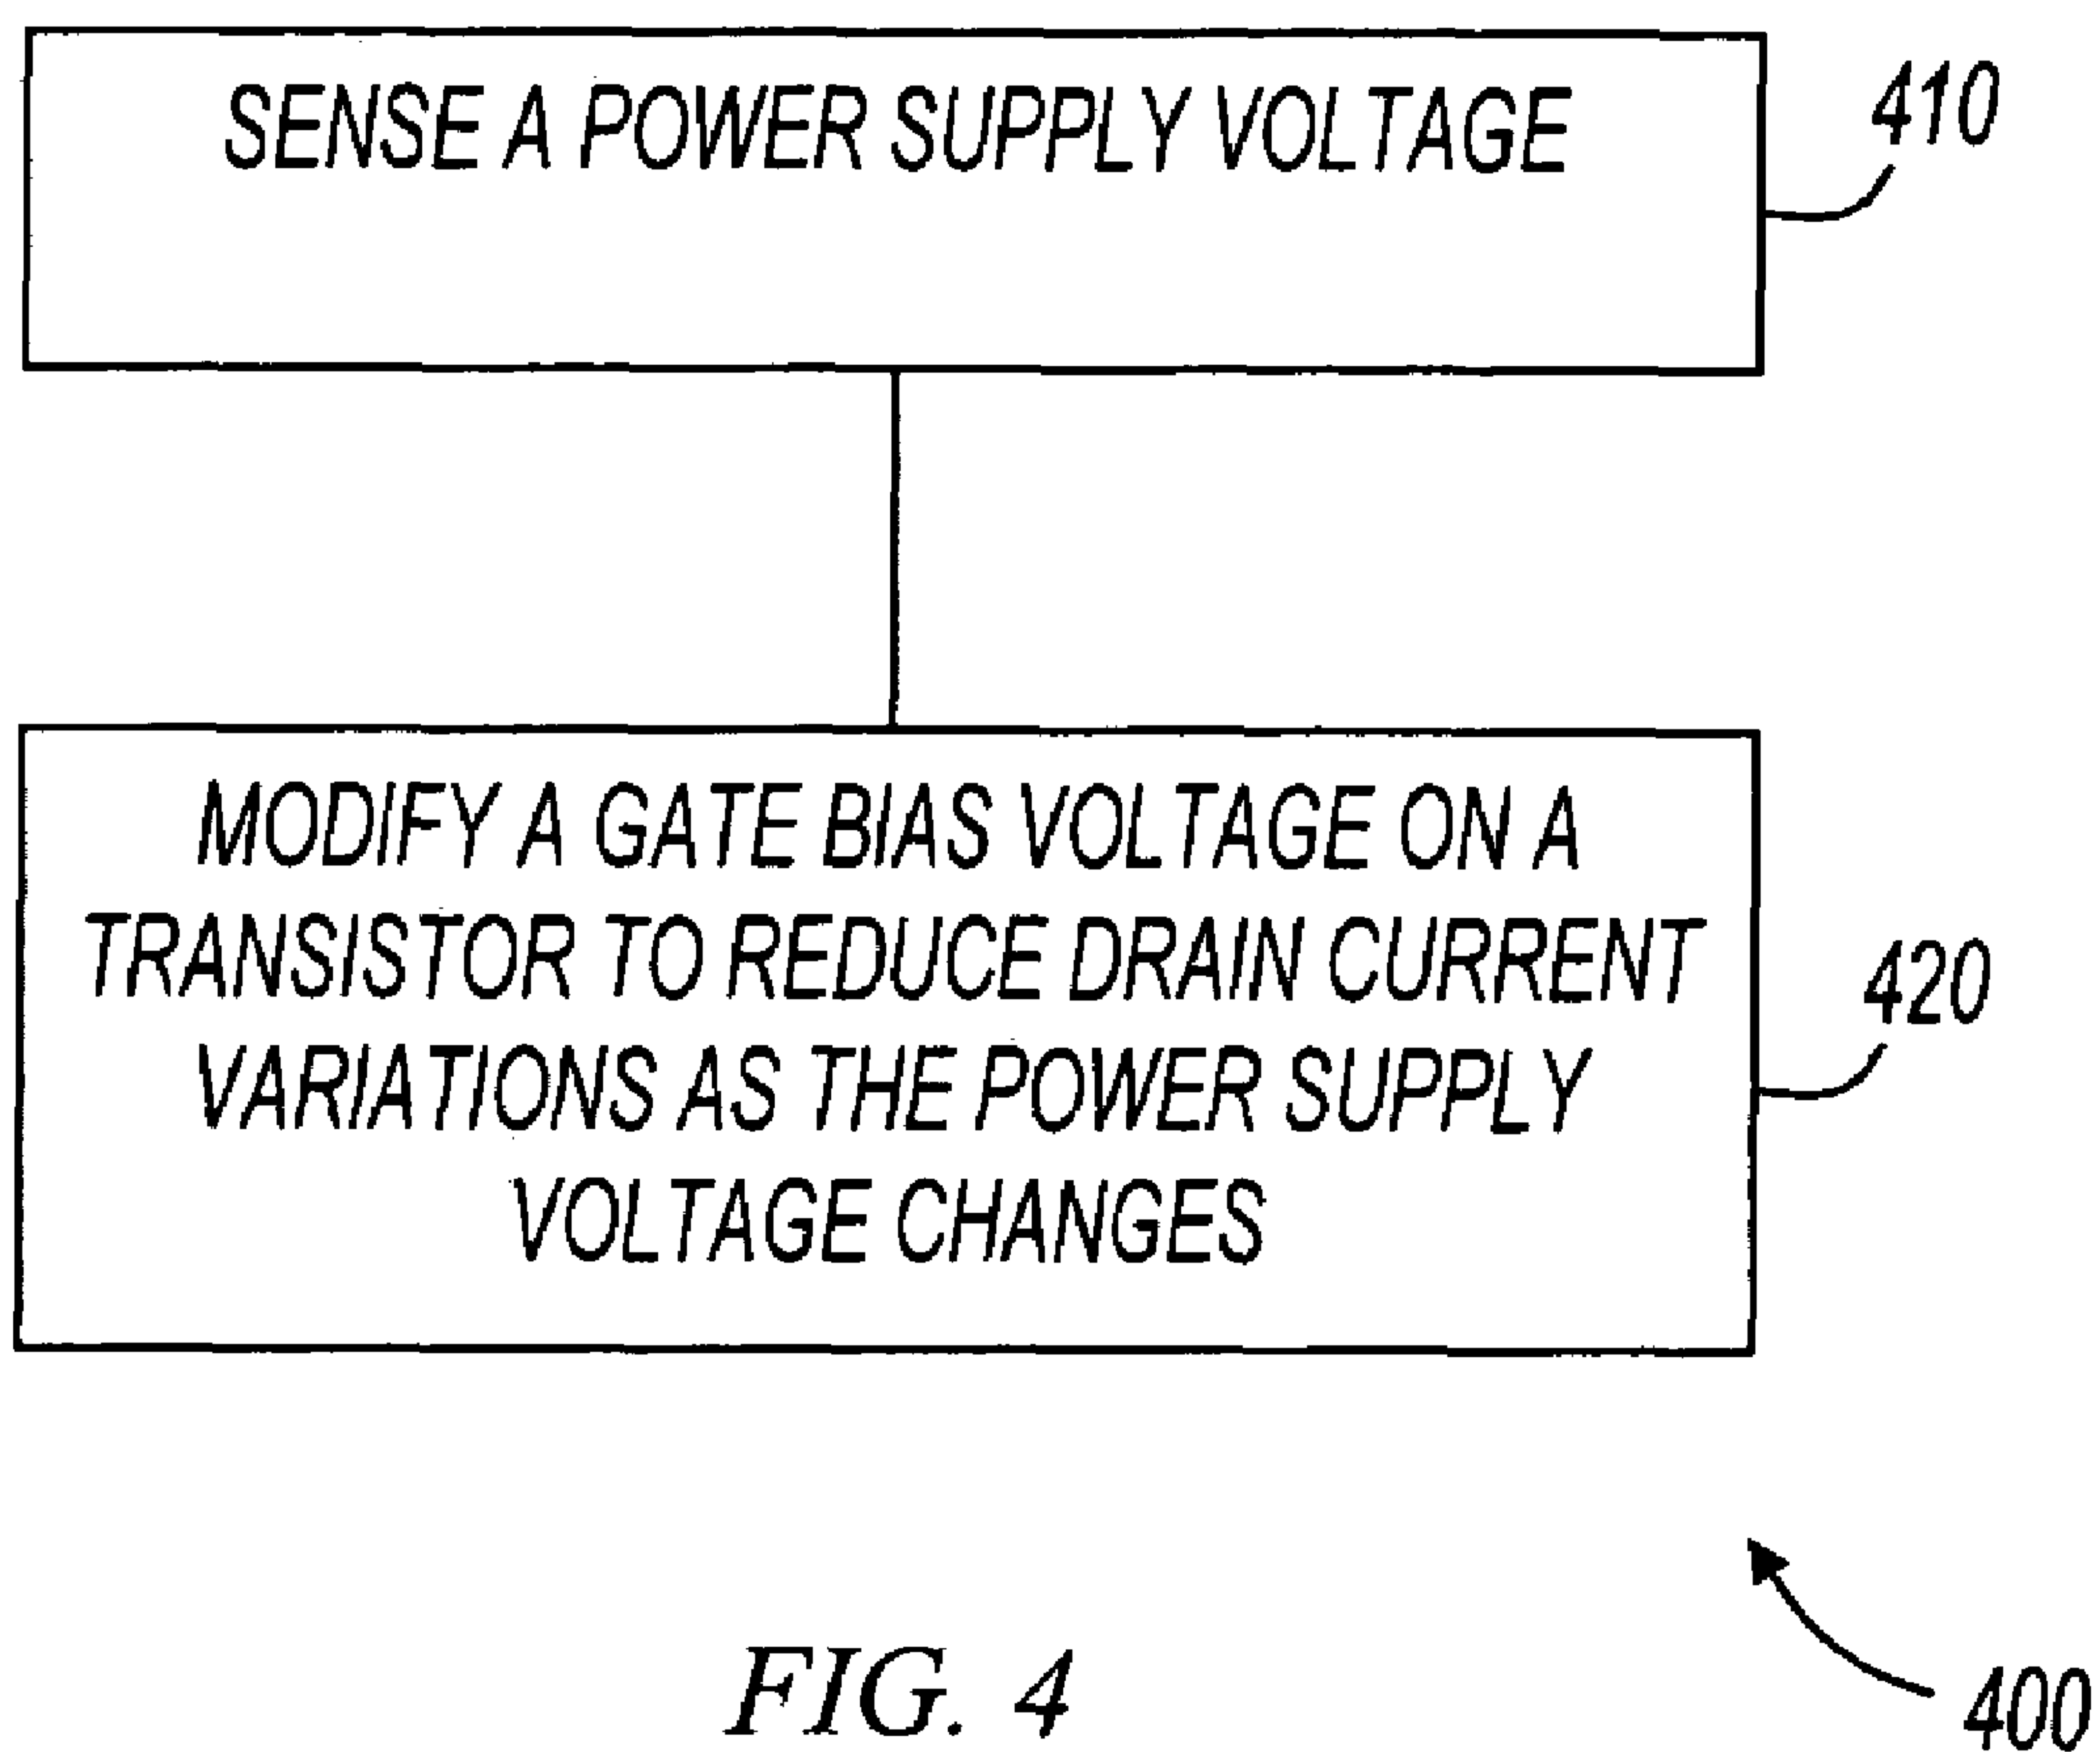 SENSE A POWER SUPPLY VOLTAGE
410
MODIFY A GATE BIAS VOLTAGE ON A
TRANSISTOR TO REDUCE DRAIN CURRENT
VARIATIONS AS THE POWER SUPPLY
VOLTAGE CHANGES
420
FIG. 4
400